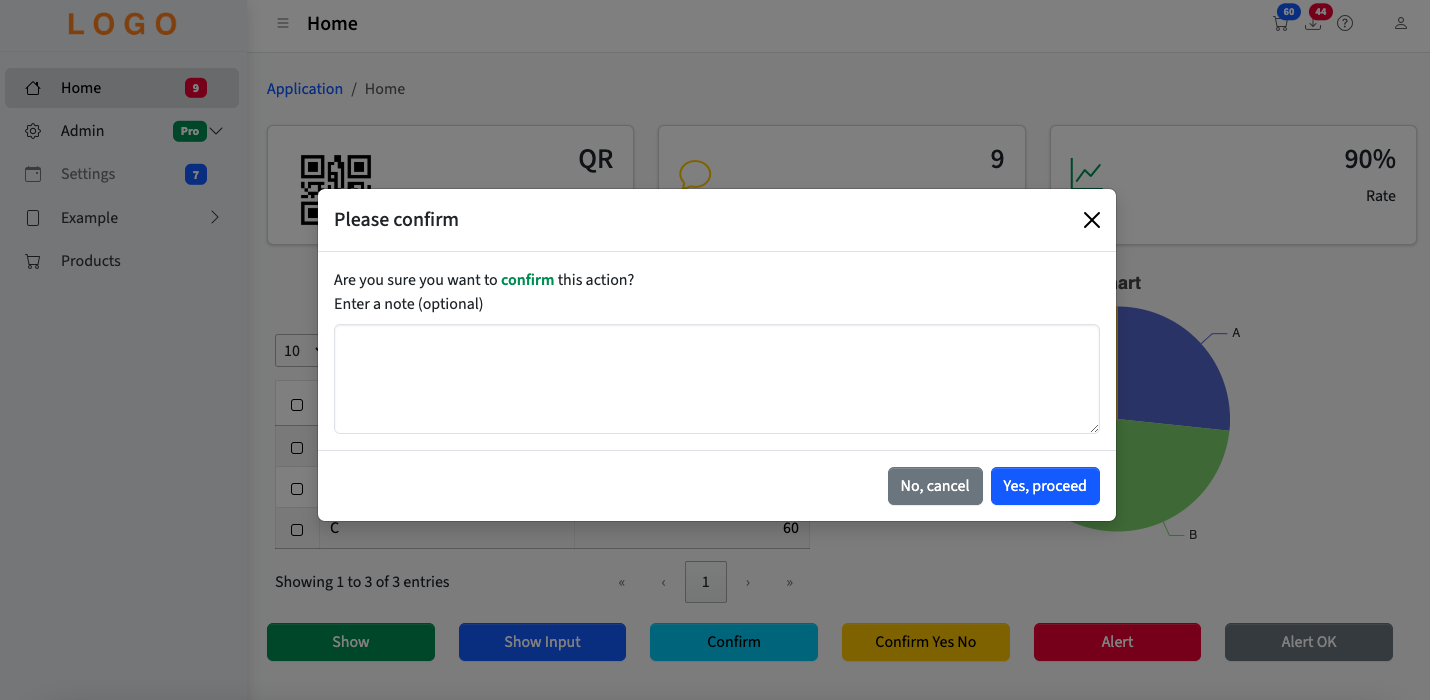 LOGO
Home
60
44
Home
9
Admin
Pro
Settings
7
Example
Products
Application / Home
QR
9
90%
Rate
Please confirm
Are you sure you want to confirm this action?
Enter a note (optional)
No, cancel
Yes, proceed
10
C
60
A
B
Showing 1 to 3 of 3 entries
« ‹ 1 › »
Show
Show Input
Confirm
Confirm Yes No
Alert
Alert OK